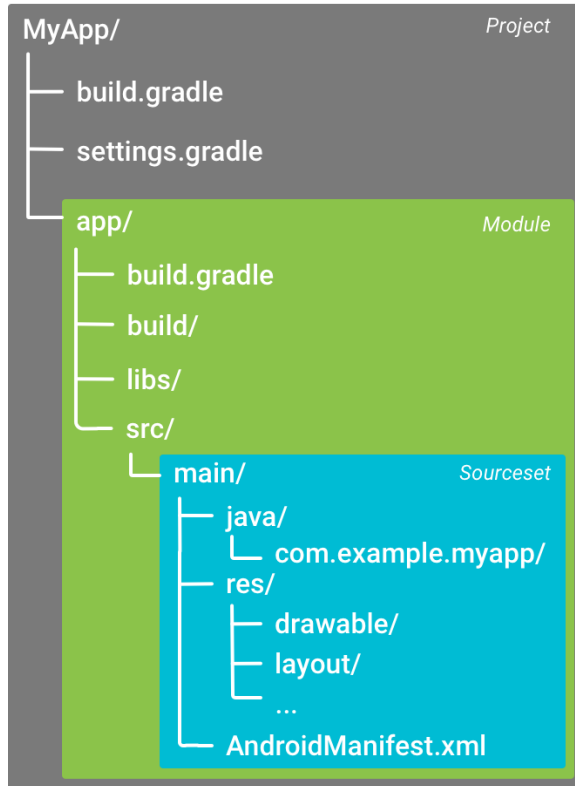 MyApp/ Project
build.gradle
settings.gradle
app/ Module
build.gradle
build/
libs/
src/
main/ Sourceset
java/
com.example.myapp/
res/
drawable/
layout/
...
AndroidManifest.xml